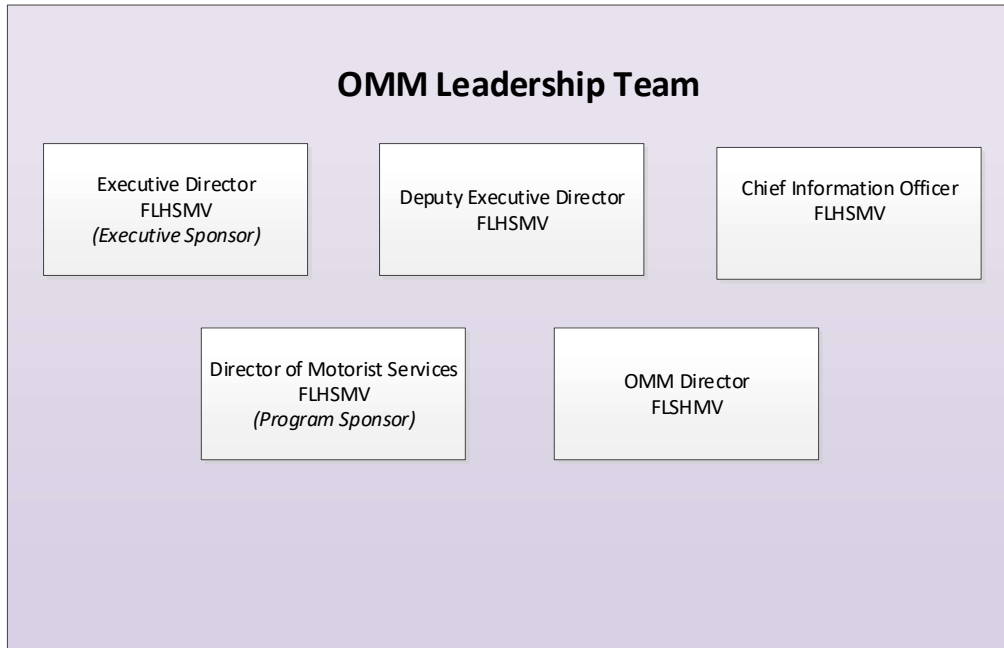 OMM Leadership Team
Executive Director
FLHSMV
(Executive Sponsor)
Deputy Executive Director
FLHSMV
Chief Information Officer
FLHSMV
Director of Motorist Services
FLHSMV
(Program Sponsor)
OMM Director
FLSHMV